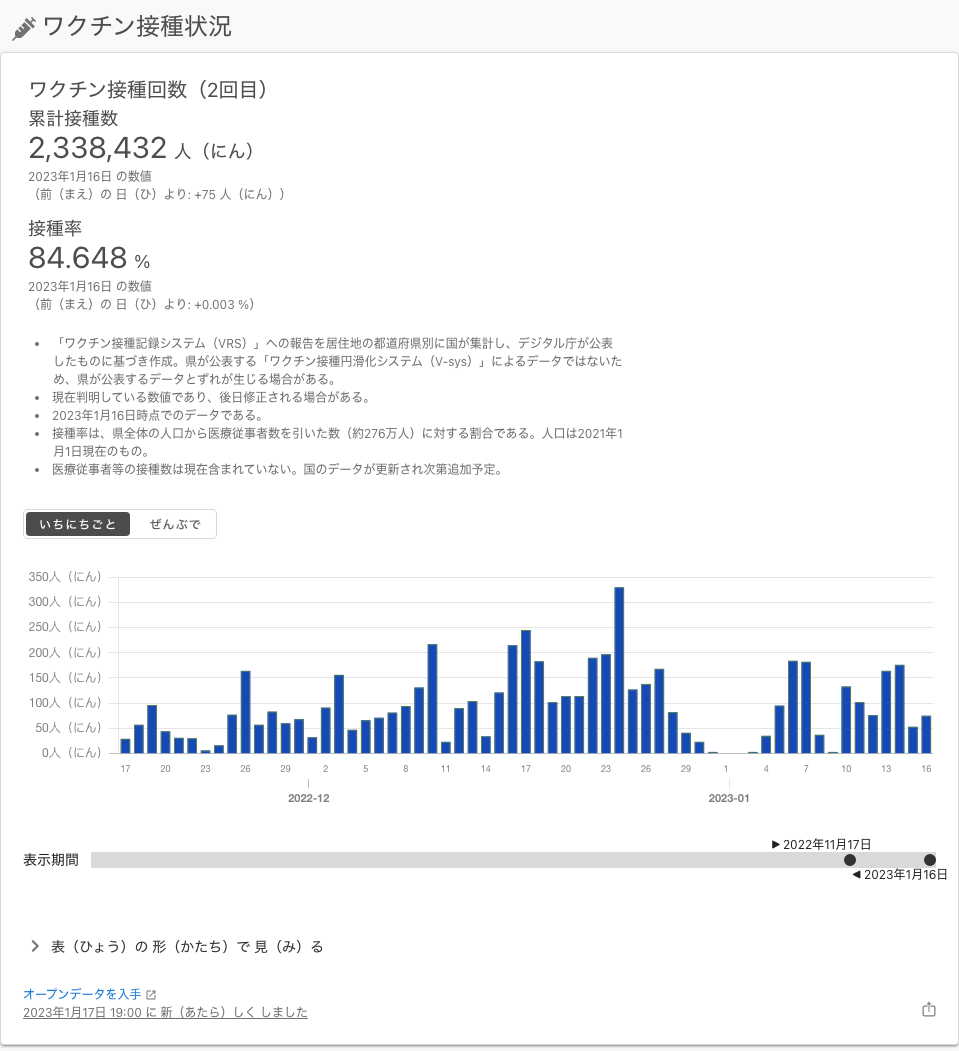 ワクチン接種状況
ワクチン接種回数（2回目）
累計接種数
2,338,432 人（にん）
2023年1月16日 の数値
（前（まえ）の 日（ひ）より: +75 人（にん））
接種率
84.648 %
2023年1月16日 の数値
（前（まえ）の 日（ひ）より: +0.003 %）
• 「ワクチン接種記録システム（VRS）」への報告を居住地の都道府県別に国が集計し、デジタル庁が公表
したものに基づき作成。県が公表する「ワクチン接種円滑化システム（V-sys）」によるデータではないた
め、県が公表するデータとずれが生じる場合がある。
• 現在判明している数値であり、後日修正される場合がある。
• 2023年1月16日時点でのデータである。
• 接種率は、県全体の人口から医療従事者数を引いた数（約276万人）に対する割合である。人口は2021年1
月1日現在のもの。
• 医療従事者等の接種数は現在含まれていない。国のデータが更新され次第追加予定。
いちにちごと ぜんぶで
350人（にん）
300人（にん）
250人（にん）
200人（にん）
150人（にん）
100人（にん）
50人（にん）
0人（にん）
17 20 23 26 29 2 5 8 11 14 17 20 23 26 29 1 4 7 10 13 16
2022-12 2023-01
▶ 2022年11月17日
表示期間
◀ 2023年1月16日
表（ひょう）の 形（かたち）で 見（み）る
オープンデータを入手
2023年1月17日 19:00 に 新（あたら）しく しました